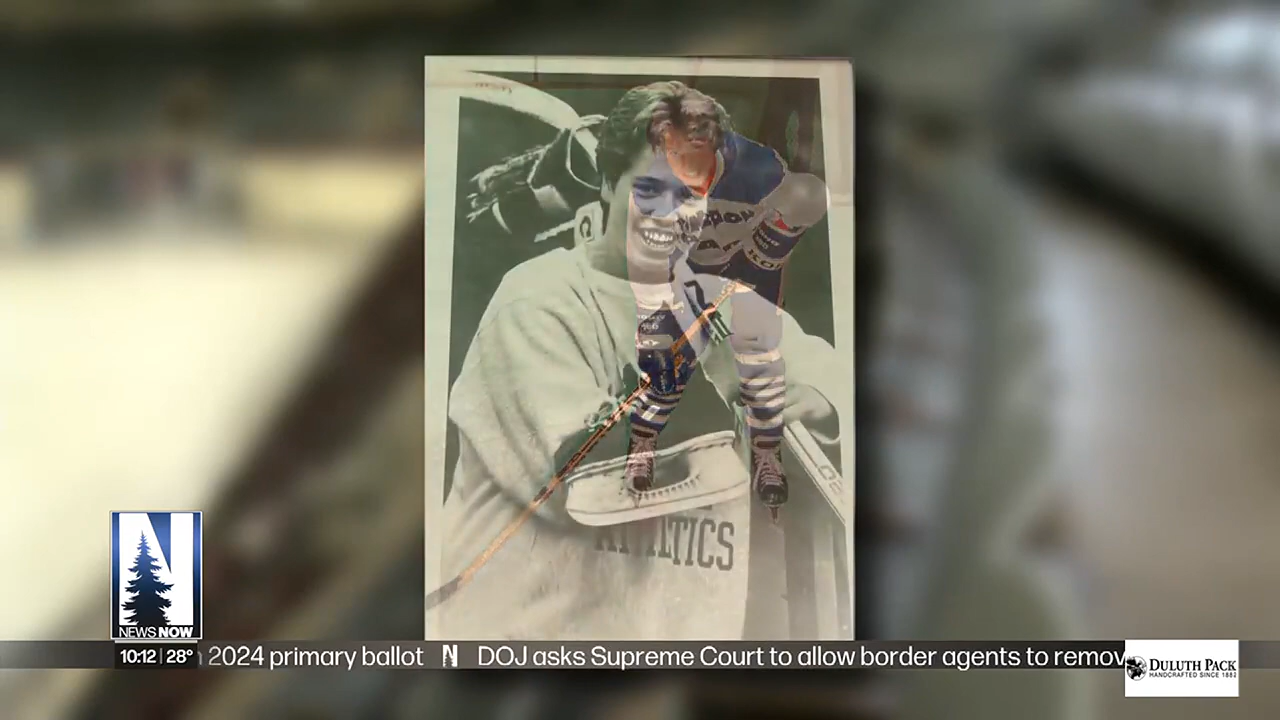 ATHLETICS
N
NEWS NOW
10:12 | 28°
2024 primary ballot N DOJ asks Supreme Court to allow border agents to remov
DULUTH PACK
HANDCRAFTED SINCE 1882